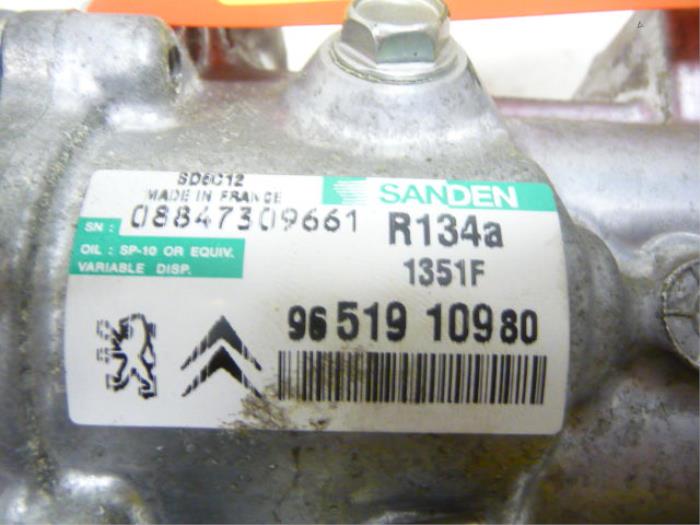 SD6C12
MADE IN FRANCE
SANDEN
SN : 08847309661
R134a
OIL : SP-10 OR EQUIV.
VARIABLE DISP.
1351F
96 519 109 80